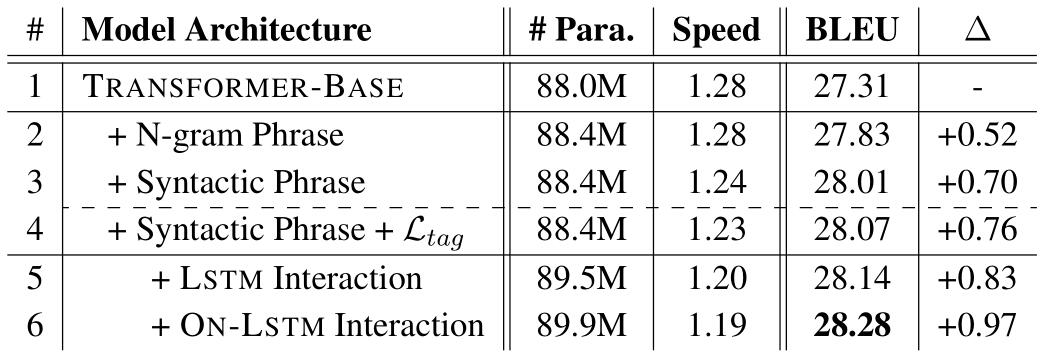 # Model Architecture # Para. Speed BLEU Δ
1 TRANSFORMER-BASE 88.0M 1.28 27.31 -
2 + N-gram Phrase 88.4M 1.28 27.83 +0.52
3 + Syntactic Phrase 88.4M 1.24 28.01 +0.70
4 + Syntactic Phrase + ℒtag 88.4M 1.23 28.07 +0.76
5 + LSTM Interaction 89.5M 1.20 28.14 +0.83
6 + ON-LSTM Interaction 89.9M 1.19 28.28 +0.97